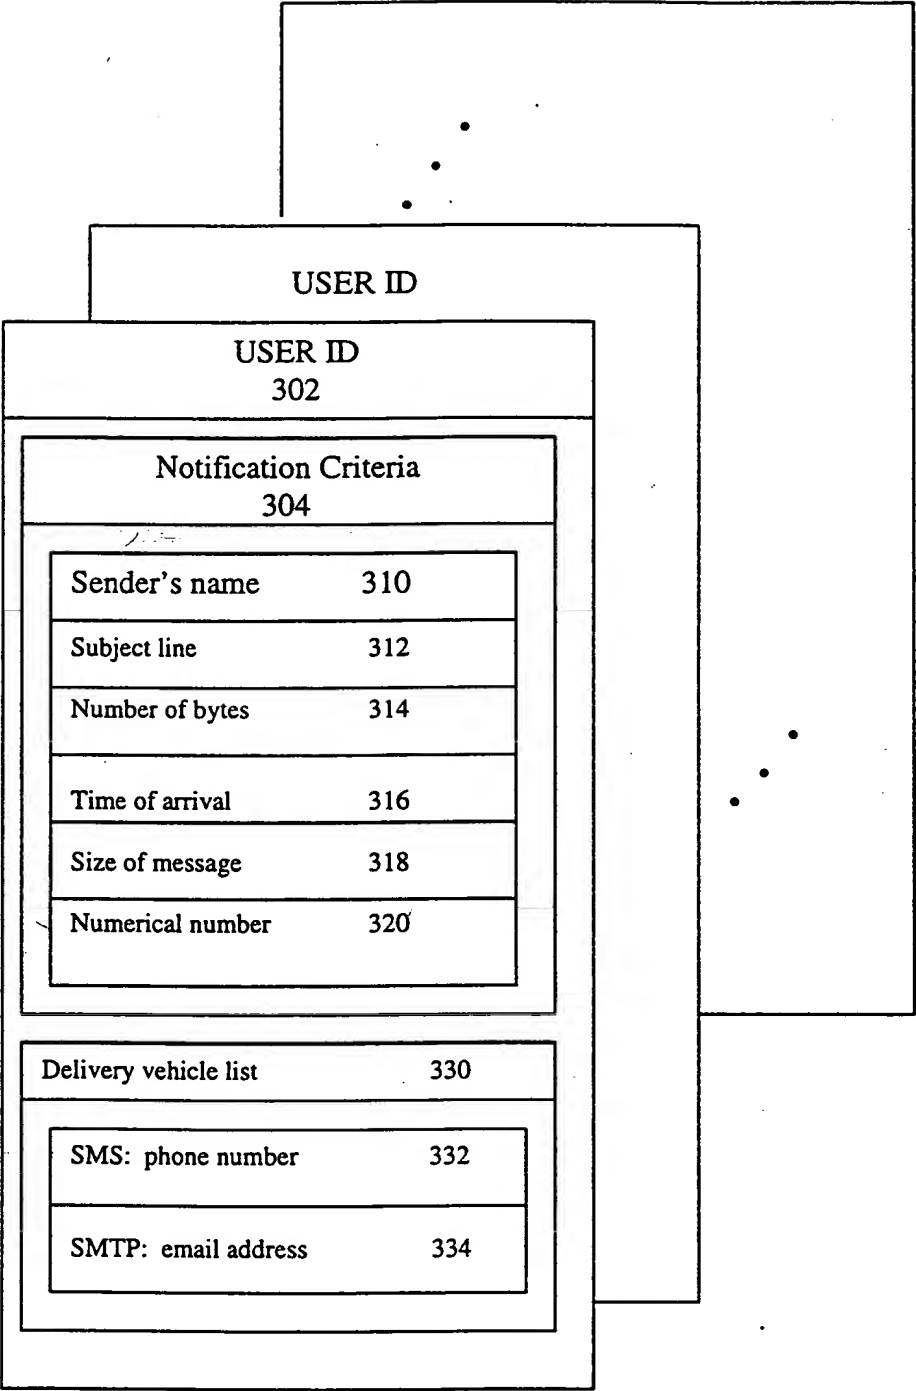 USER ID
USER ID
302
Notification Criteria
304
Sender's name 310
Subject line 312
Number of bytes 314
Time of arrival 316
Size of message 318
Numerical number 320
Delivery vehicle list 330
SMS: phone number 332
SMTP: email address 334